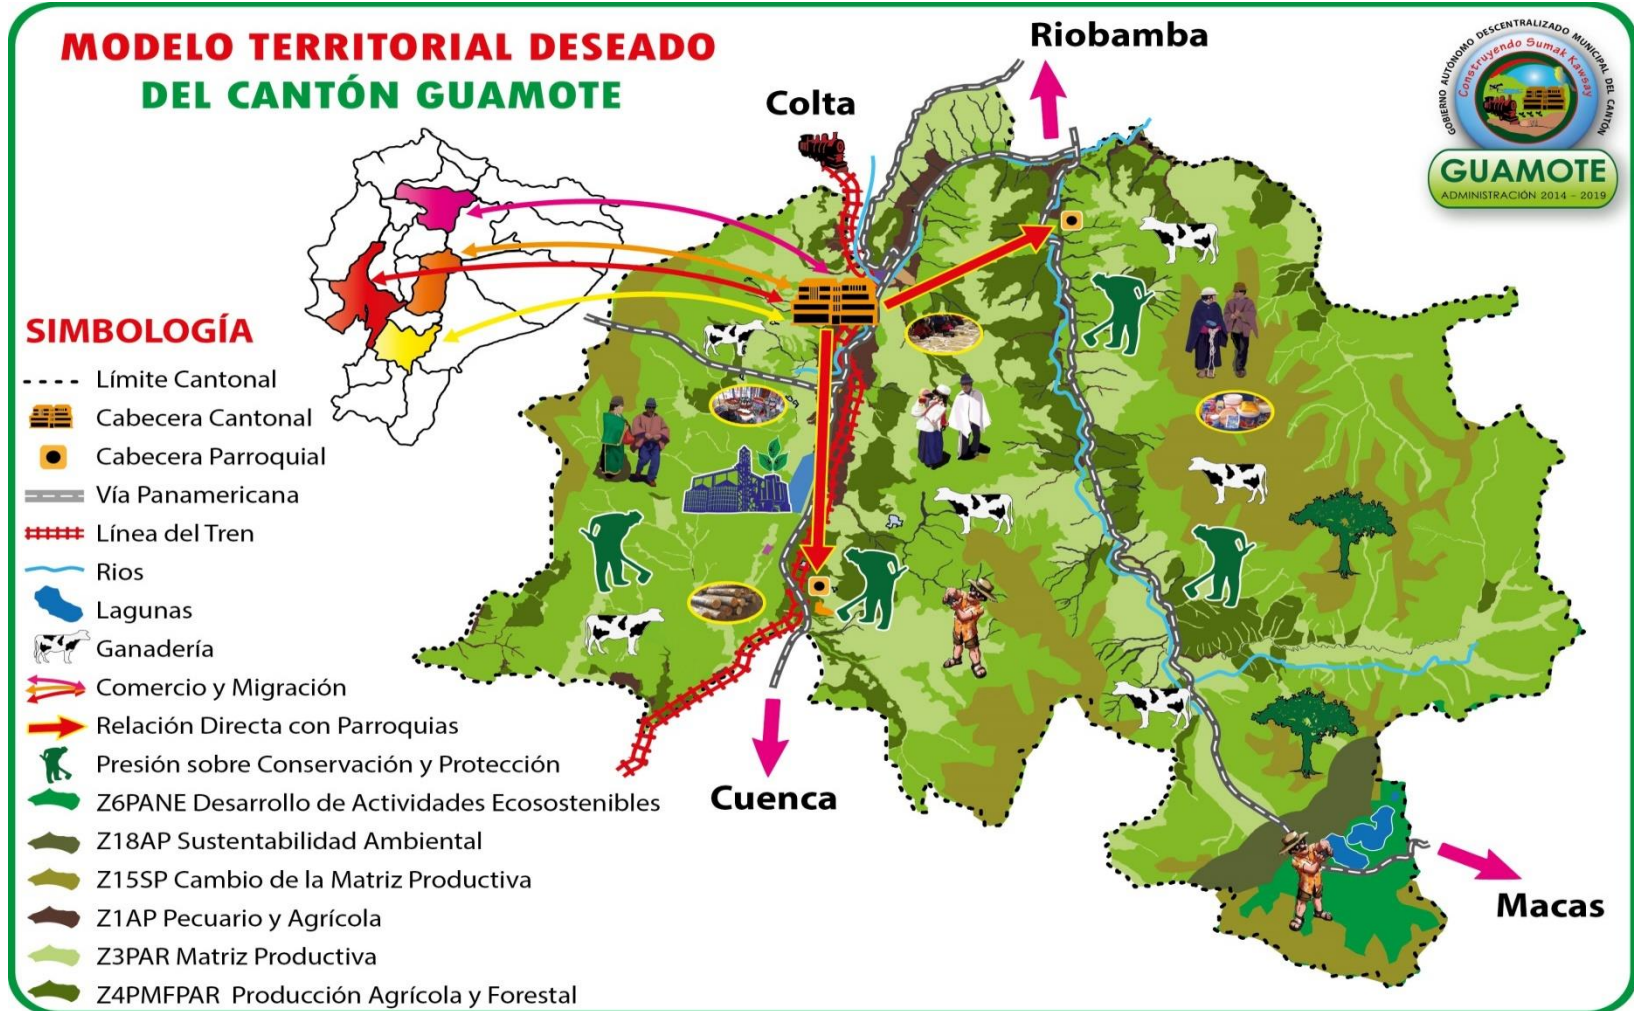 MODELO TERRITORIAL DESEADO
DEL CANTÓN GUAMOTE
Riobamba
Colta
GOBIERNO AUTÓNOMO DESCENTRALIZADO MUNICIPAL DEL CANTÓN
Construyendo Sumak Kawsay
GUAMOTE
ADMINISTRACIÓN 2014 – 2019
SIMBOLOGÍA
Límite Cantonal
Cabecera Cantonal
Cabecera Parroquial
Vía Panamericana
Línea del Tren
Rios
Lagunas
Ganadería
Comercio y Migración
Relación Directa con Parroquias
Presión sobre Conservación y Protección
Z6PANE Desarrollo de Actividades Ecosostenibles
Z18AP Sustentabilidad Ambiental
Z15SP Cambio de la Matriz Productiva
Z1AP Pecuario y Agrícola
Z3PAR Matriz Productiva
Z4PMFPAR Producción Agrícola y Forestal
Cuenca
Macas